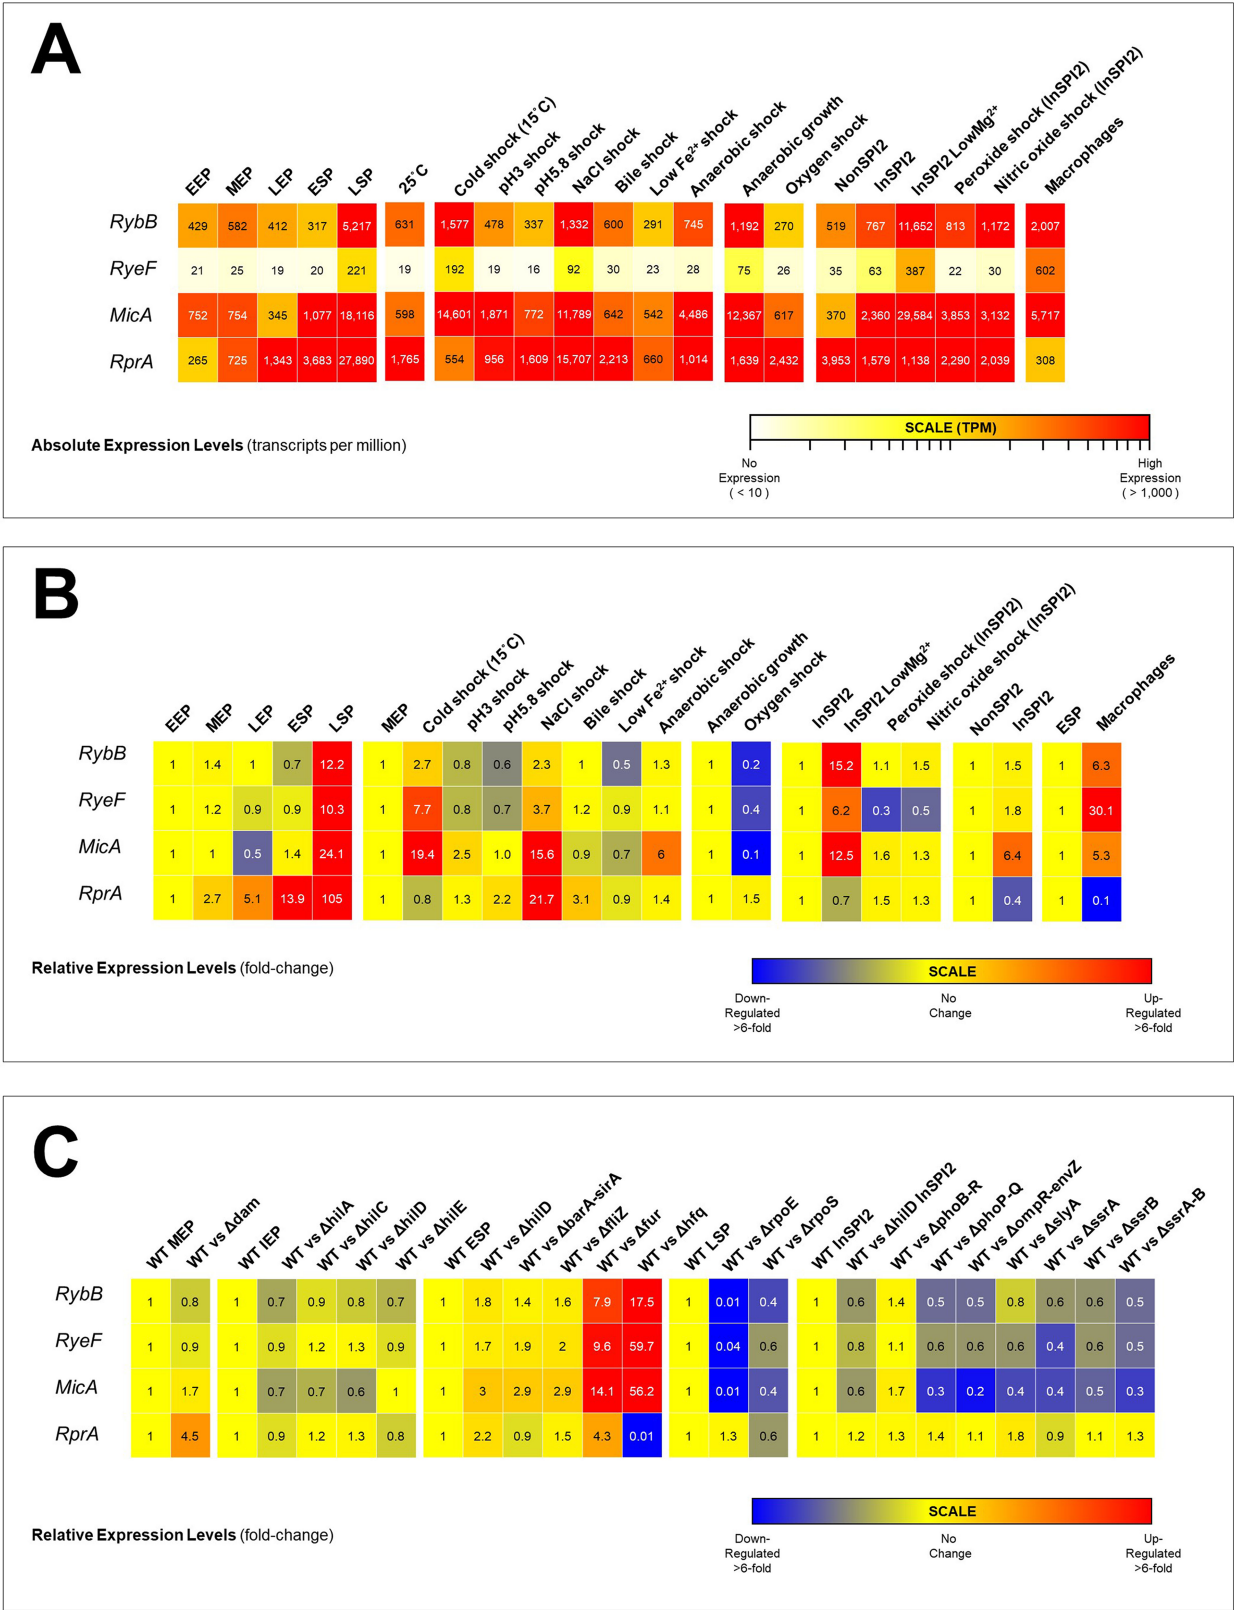 A
EEP MEP LEP ESP LSP 25˚C Cold shock (15˚C) pH3 shock pH5.8 shock NaCl shock Bile shock Low Fe²⁺ shock Anaerobic shock Anaerobic growth Oxygen shock NonSPI2 InSPI2 InSPI2 LowMg²⁺ Peroxide shock (InSPI2) Nitric oxide shock (InSPI2) Macrophages
RybB 429 582 412 317 5,217 631 1,577 478 337 1,332 600 291 745 1,192 270 519 767 11,652 813 1,172 2,007
RyeF 21 25 19 20 221 19 192 19 16 92 30 23 28 75 26 35 63 387 22 30 602
MicA 752 754 345 1,077 18,116 598 14,601 1,871 772 11,789 642 542 4,486 12,367 617 370 2,360 29,584 3,853 3,132 5,717
RprA 265 725 1,343 3,683 27,890 1,765 554 956 1,609 15,707 2,213 660 1,014 1,639 2,432 3,953 1,579 1,138 2,290 2,039 308
Absolute Expression Levels (transcripts per million)
SCALE (TPM)
No Expression ( < 10 )
High Expression ( > 1,000 )
B
EEP MEP LEP ESP LSP MEP Cold shock (15˚C) pH3 shock pH5.8 shock NaCl shock Bile shock Low Fe²⁺ shock Anaerobic shock Anaerobic growth Oxygen shock InSPI2 InSPI2 LowMg²⁺ Peroxide shock (InSPI2) Nitric oxide shock (InSPI2) NonSPI2 InSPI2 ESP Macrophages
RybB 1 1.4 1 0.7 12.2 1 2.7 0.8 0.6 2.3 1 0.5 1.3 1 0.2 1 15.2 1.1 1.5 1 1.5 1 6.3
RyeF 1 1.2 0.9 0.9 10.3 1 7.7 0.8 0.7 3.7 1.2 0.9 1.1 1 0.4 1 6.2 0.3 0.5 1 1.8 1 30.1
MicA 1 1 0.5 1.4 24.1 1 19.4 2.5 1.0 15.6 0.9 0.7 6 1 0.1 1 12.5 1.6 1.3 1 6.4 1 5.3
RprA 1 2.7 5.1 13.9 105 1 0.8 1.3 2.2 21.7 3.1 0.9 1.4 1 1.5 1 0.7 1.5 1.3 1 0.4 1 0.1
Relative Expression Levels (fold-change)
SCALE
Down-Regulated >6-fold
No Change
Up-Regulated >6-fold
C
WT MEP WT vs Δdam WT IEP WT vs ΔhilA WT vs ΔhilC WT vs ΔhilD WT vs ΔhilE WT ESP WT vs ΔhilD WT vs ΔbarA-sirA WT vs ΔfliZ WT vs Δfur WT vs Δhfq WT LSP WT vs ΔrpoE WT vs ΔrpoS WT InSPI2 WT vs ΔhilD InSPI2 WT vs ΔphoB-R WT vs ΔphoP-Q WT vs ΔompR-envZ WT vs ΔslyA WT vs ΔssrA WT vs ΔssrB WT vs ΔssrA-B
RybB 1 0.8 1 0.7 0.9 0.8 0.7 1 1.8 1.4 1.6 7.9 17.5 1 0.01 0.4 1 0.6 1.4 0.5 0.5 0.8 0.6 0.6 0.5
RyeF 1 0.9 1 0.9 1.2 1.3 0.9 1 1.7 1.9 2 9.6 59.7 1 0.04 0.6 1 0.8 1.1 0.6 0.6 0.6 0.4 0.6 0.5
MicA 1 1.7 1 0.7 0.7 0.6 1 1 3 2.9 2.9 14.1 56.2 1 0.01 0.4 1 0.6 1.7 0.3 0.2 0.4 0.4 0.5 0.3
RprA 1 4.5 1 0.9 1.2 1.3 0.8 1 2.2 0.9 1.5 4.3 0.01 1 1.3 0.6 1 1.2 1.3 1.4 1.1 1.8 0.9 1.1 1.3
Relative Expression Levels (fold-change)
SCALE
Down-Regulated >6-fold
No Change
Up-Regulated >6-fold